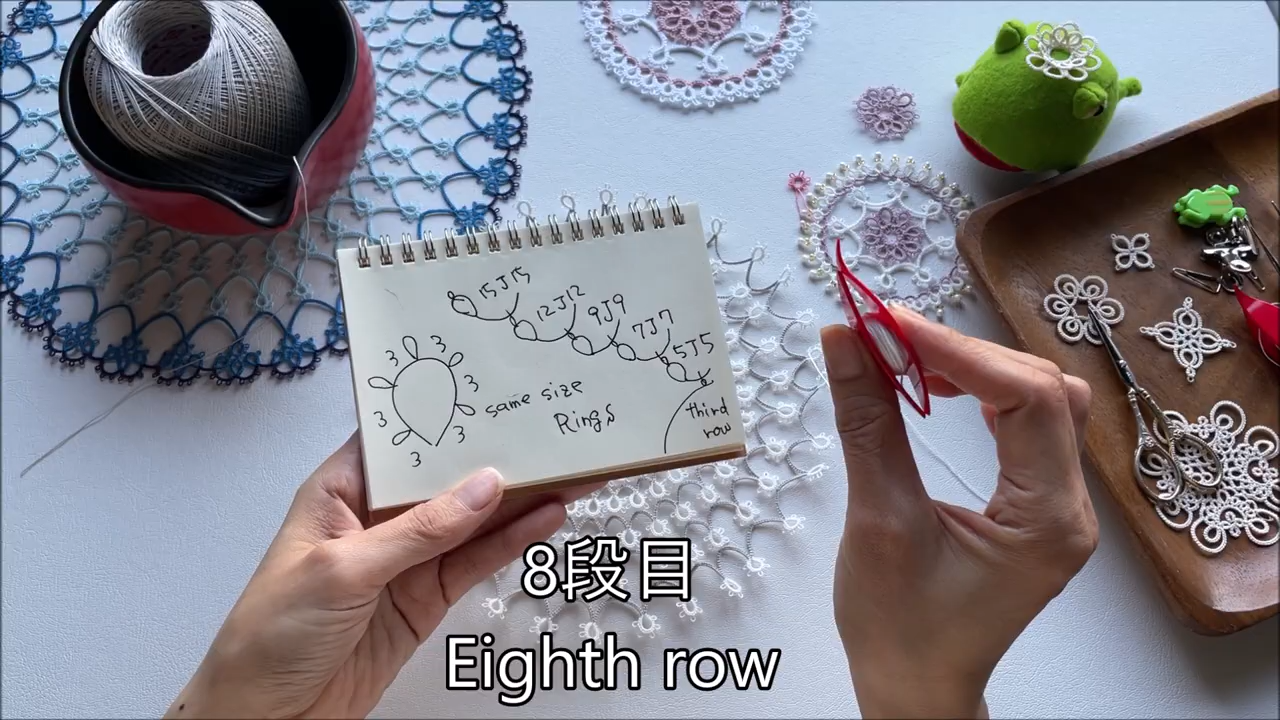 15J15
12J12
9J9
7J7
5J5
3 3
3 3
3 3
3
same size
Rings
third
row
8段目
Eighth row